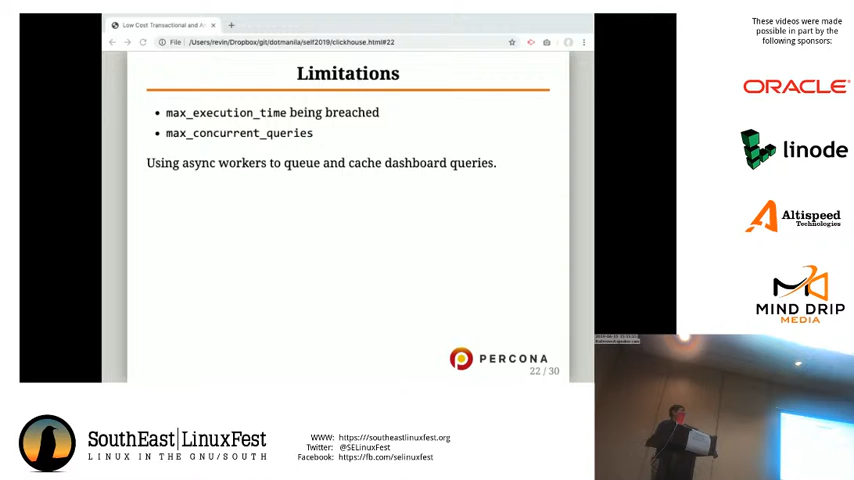 Low Cost Transactional and A
File
/Users/revin/Dropbox/git/dotmanila/self2019/clickhouse.html#22
Limitations
• max_execution_time being breached
• max_concurrent_queries
Using async workers to queue and cache dashboard queries.
PERCONA
22 / 30
These videos were made
possible in part by the
following sponsors:
ORACLE
linode
Altispeed
Technologies
MIND DRIP
MEDIA
SouthEast|LinuxFest
LINUX IN THE GNU/SOUTH
WWW: https:///southeastlinuxfest.org
Twitter: @SELinuxFest
Facebook: https://fb.com/selinuxfest